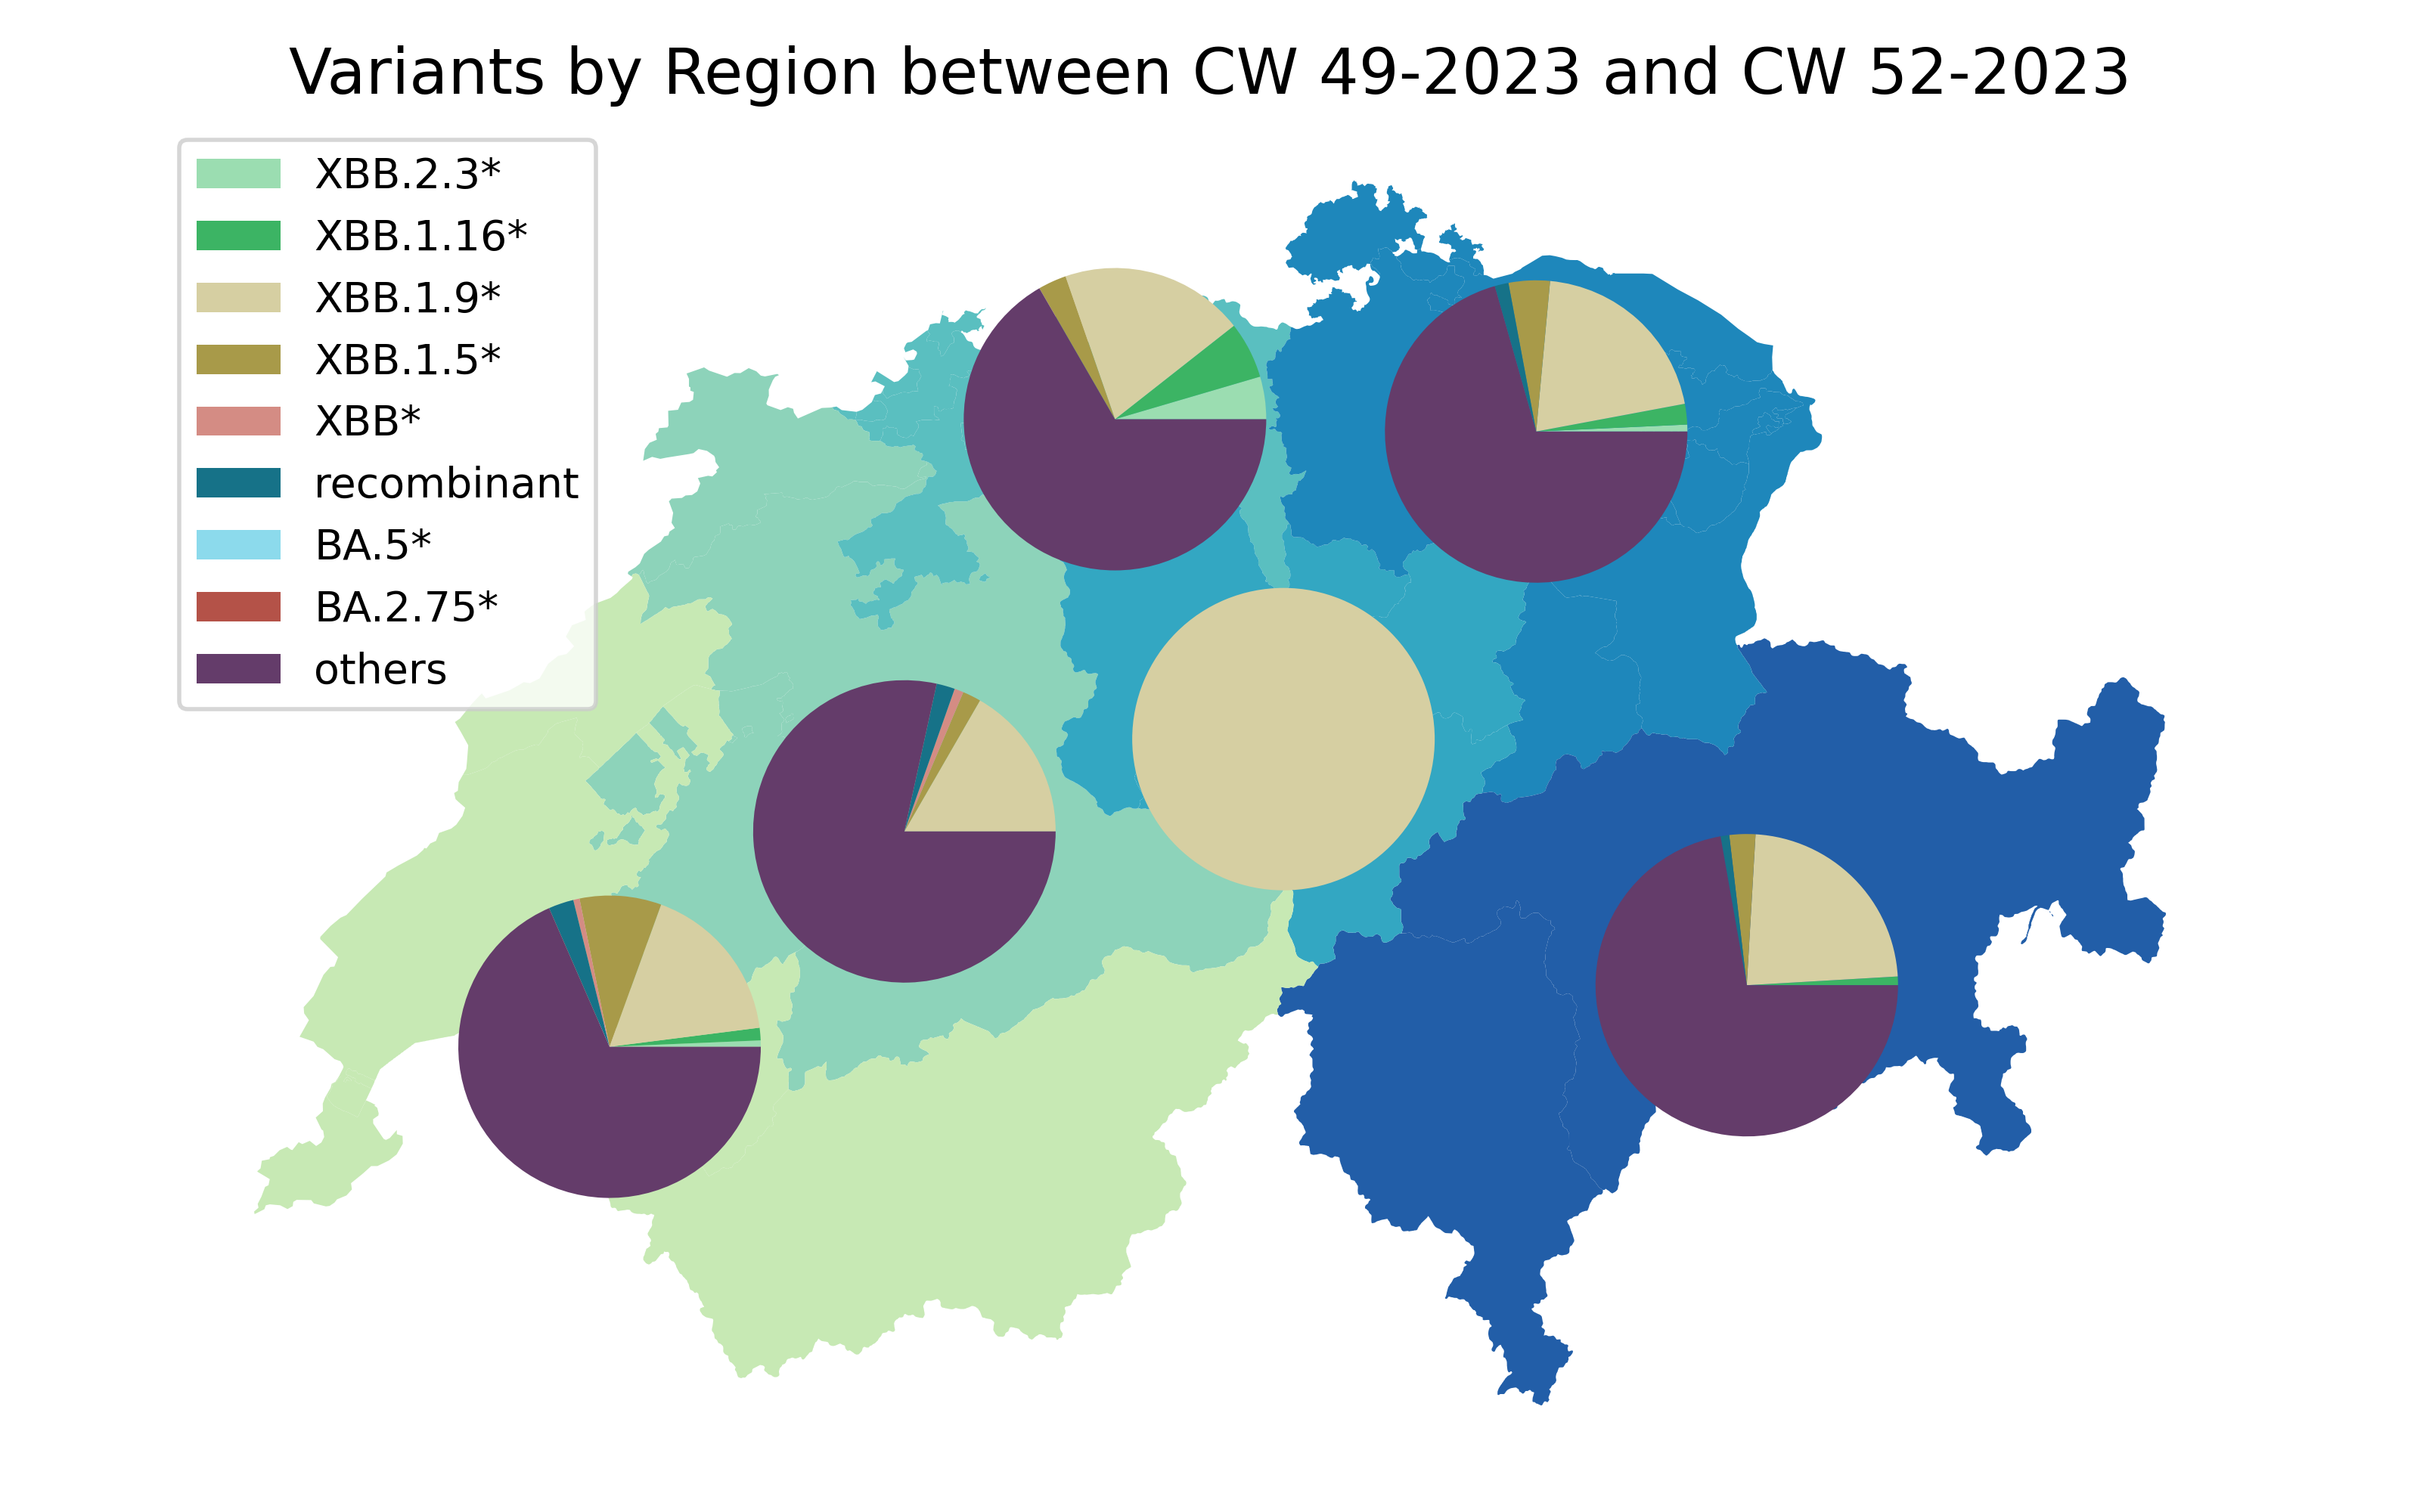 Variants by Region between CW 49-2023 and CW 52-2023
XBB.2.3*
XBB.1.16*
XBB.1.9*
XBB.1.5*
XBB*
recombinant
BA.5*
BA.2.75*
others